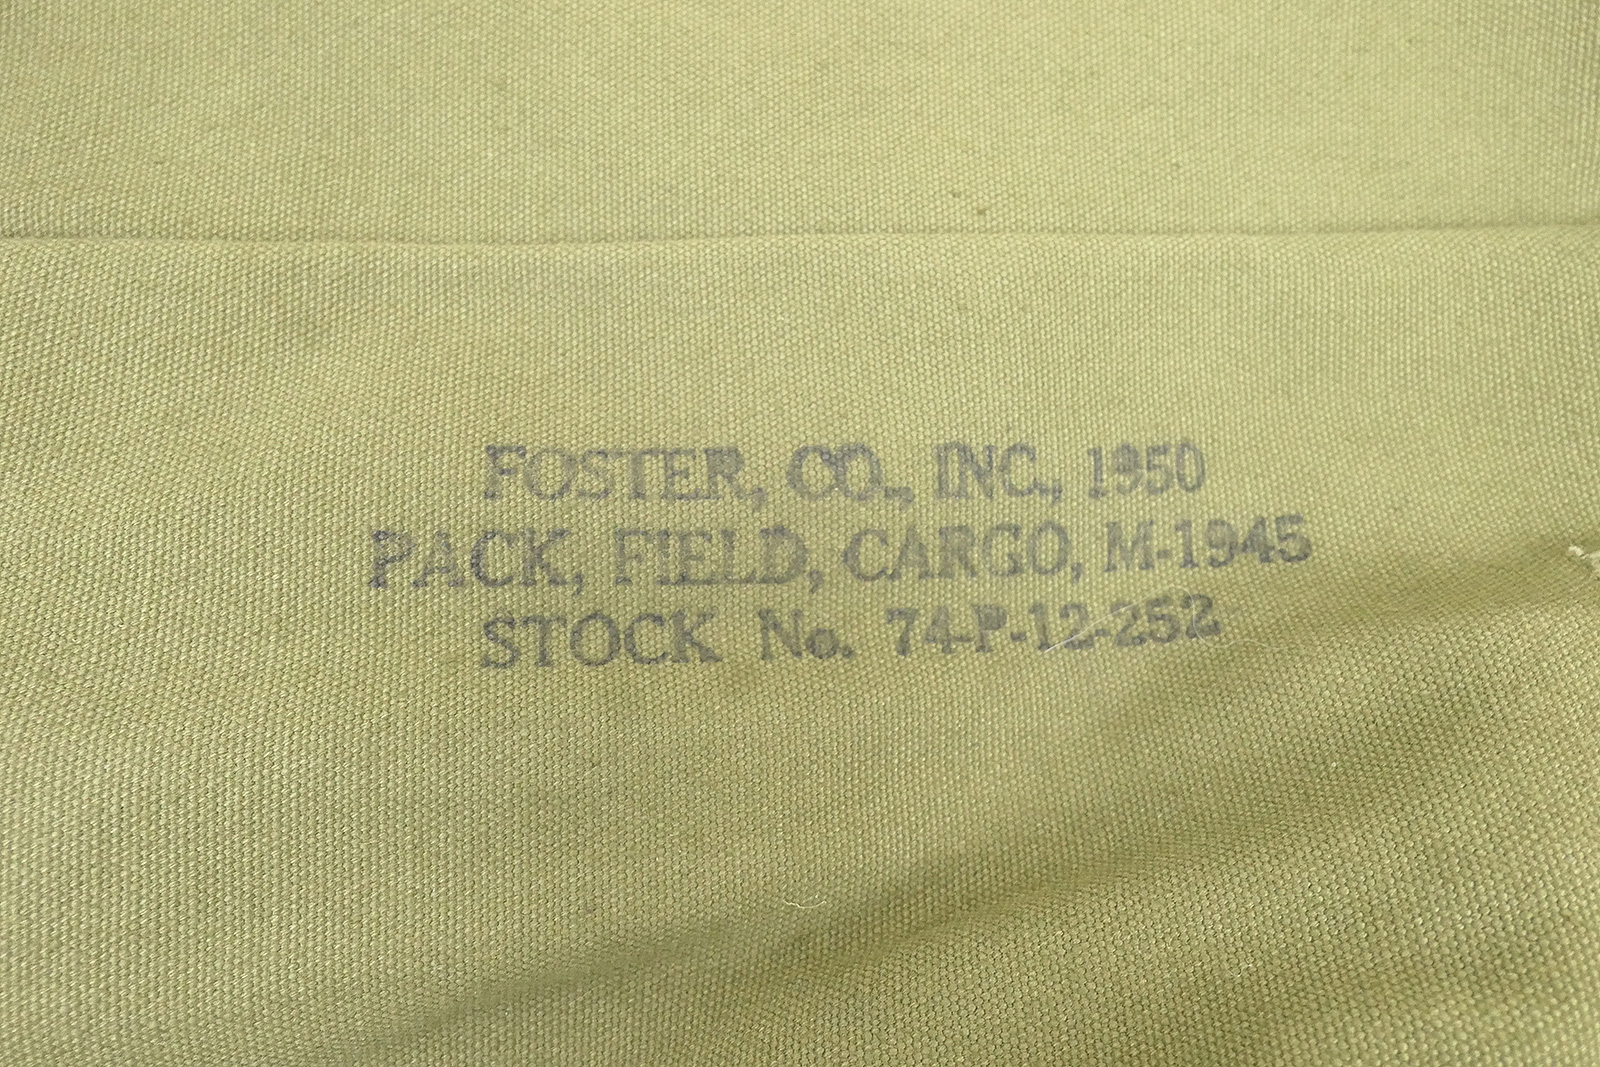 FOSTER, CO., INC., 1950
PACK, FIELD, CARGO, M-1945
STOCK No. 74-P-12-252